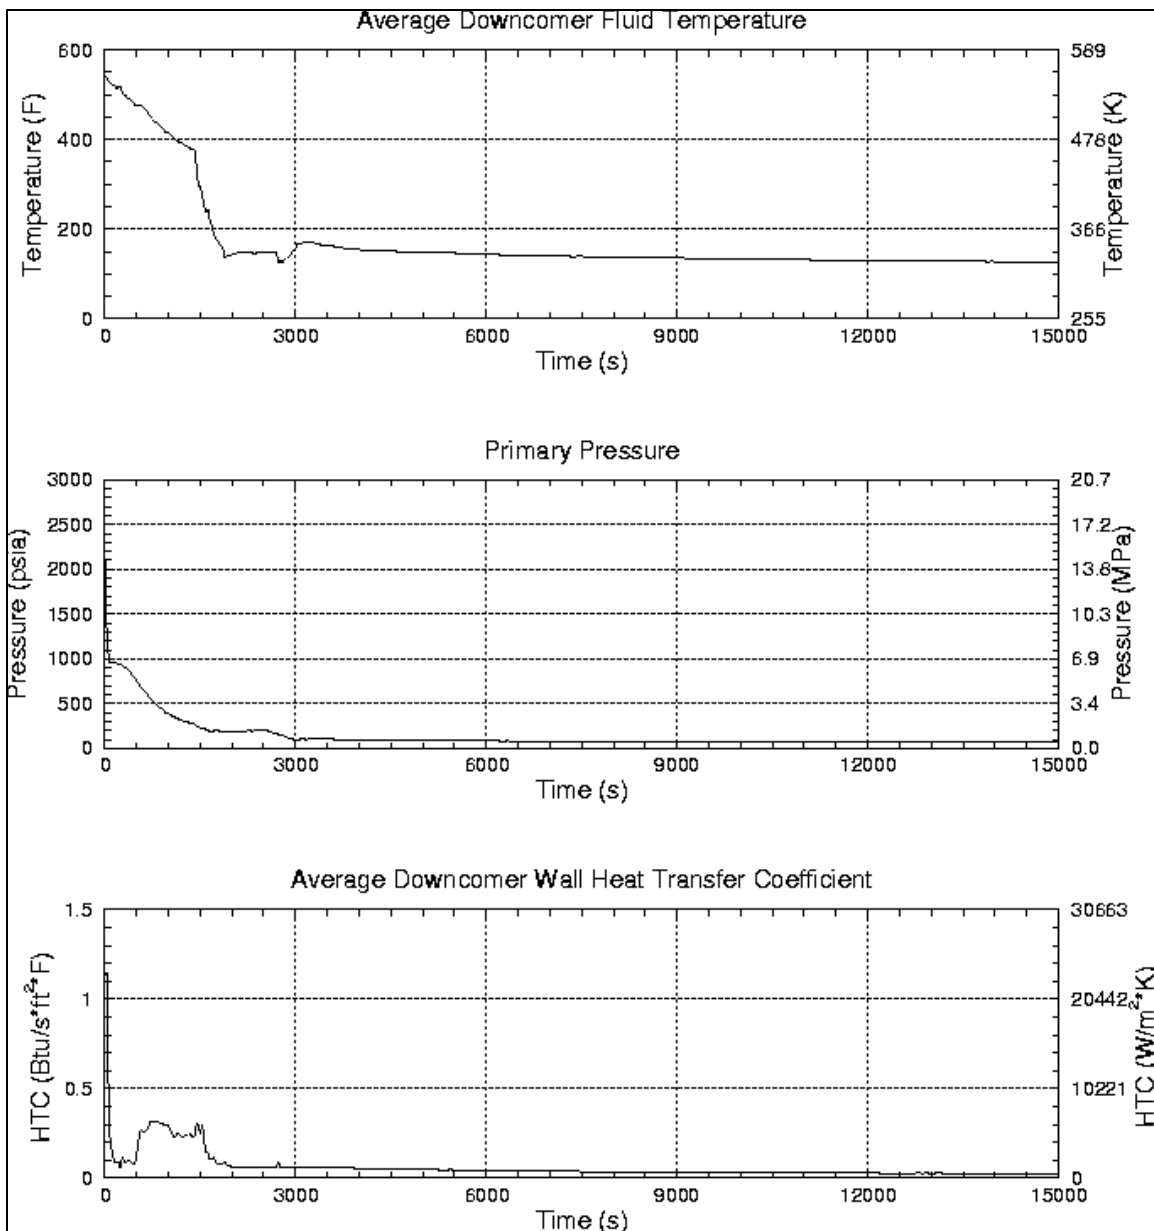 Average Downcomer Fluid Temperature
600 589
400 478
200 366
0 255
Temperature (F)
Temperature (K)
0 3000 6000 9000 12000 15000
Time (s)
Primary Pressure
3000 20.7
2500 17.2
2000 13.8
1500 10.3
1000 6.9
500 3.4
0 0.0
Pressure (psia)
Pressure (MPa)
0 3000 6000 9000 12000 15000
Time (s)
Average Downcomer Wall Heat Transfer Coefficient
1.5 30663
1 20442
0.5 10221
0 0
HTC (Btu/s*ft²*F)
HTC (W/m²*K)
0 3000 6000 9000 12000 15000
Time (s)